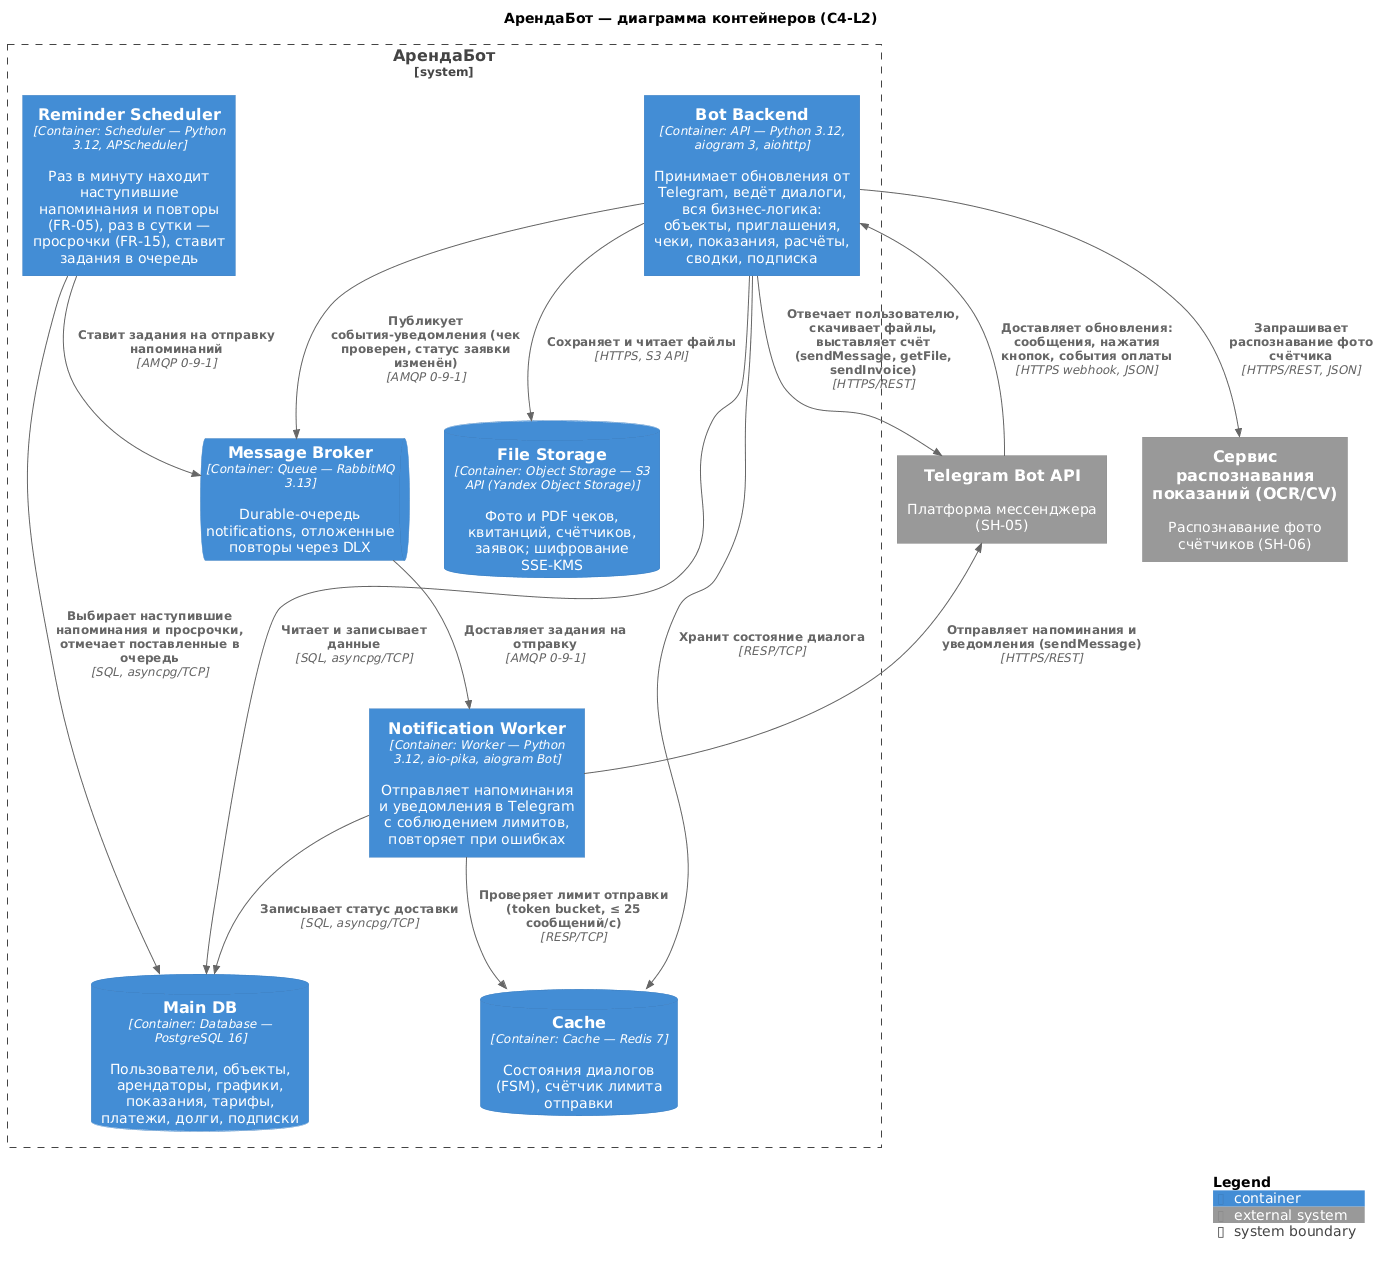 АрендаБот — диаграмма контейнеров (C4-L2)
АрендаБот
[system]
Reminder Scheduler
[Container: Scheduler — Python
3.12, APScheduler]
Раз в минуту находит
наступившие
напоминания и повторы
(FR-05), раз в сутки —
просрочки (FR-15), ставит
задания в очередь
Bot Backend
[Container: API — Python 3.12,
aiogram 3, aiohttp]
Принимает обновления от
Telegram, ведёт диалоги,
вся бизнес-логика:
объекты, приглашения,
чеки, показания, расчёты,
сводки, подписка
Ставит задания на отправку
напоминаний
[AMQP 0-9-1]
Публикует
события-уведомления (чек
проверен, статус заявки
изменён)
[AMQP 0-9-1]
Сохраняет и читает файлы
[HTTPS, S3 API]
Отвечает пользователю,
скачивает файлы,
выставляет счёт
(sendMessage, getFile,
sendInvoice)
[HTTPS/REST]
Доставляет обновления:
сообщения, нажатия
кнопок, события оплаты
[HTTPS webhook, JSON]
Запрашивает
распознавание фото
счётчика
[HTTPS/REST, JSON]
Message Broker
[Container: Queue — RabbitMQ
3.13]
Durable-очередь
notifications, отложенные
повторы через DLX
File Storage
[Container: Object Storage — S3
API (Yandex Object Storage)]
Фото и PDF чеков,
квитанций, счётчиков,
заявок; шифрование
SSE-KMS
Telegram Bot API
Платформа мессенджера
(SH-05)
Сервис
распознавания
показаний (OCR/CV)
Распознавание фото
счётчиков (SH-06)
Выбирает наступившие
напоминания и просрочки,
отмечает поставленные в
очередь
[SQL, asyncpg/TCP]
Читает и записывает
данные
[SQL, asyncpg/TCP]
Доставляет задания на
отправку
[AMQP 0-9-1]
Хранит состояние диалога
[RESP/TCP]
Отправляет напоминания и
уведомления (sendMessage)
[HTTPS/REST]
Notification Worker
[Container: Worker — Python
3.12, aio-pika, aiogram Bot]
Отправляет напоминания
и уведомления в Telegram
с соблюдением лимитов,
повторяет при ошибках
Записывает статус доставки
[SQL, asyncpg/TCP]
Проверяет лимит отправки
(token bucket, ≤ 25
сообщений/с)
[RESP/TCP]
Main DB
[Container: Database —
PostgreSQL 16]
Пользователи, объекты,
арендаторы, графики,
показания, тарифы,
платежи, долги, подписки
Cache
[Container: Cache — Redis 7]
Состояния диалогов
(FSM), счётчик лимита
отправки
Legend
container
external system
system boundary